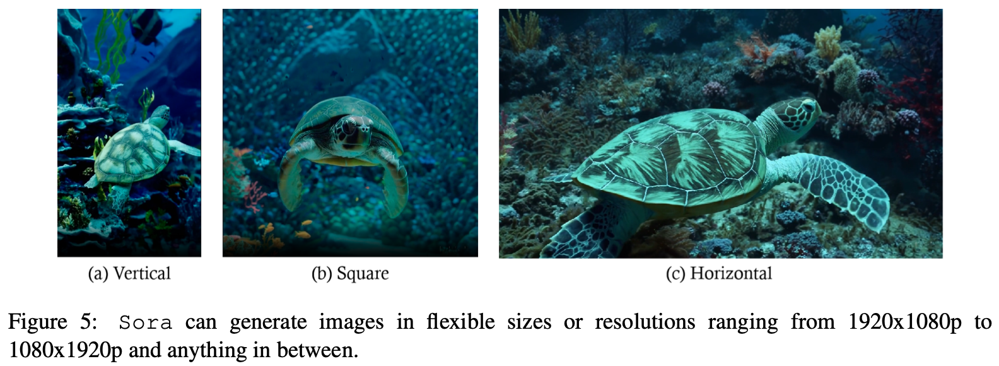 (a) Vertical
(b) Square
(c) Horizontal
Figure 5: Sora can generate images in flexible sizes or resolutions ranging from 1920x1080p to
1080x1920p and anything in between.